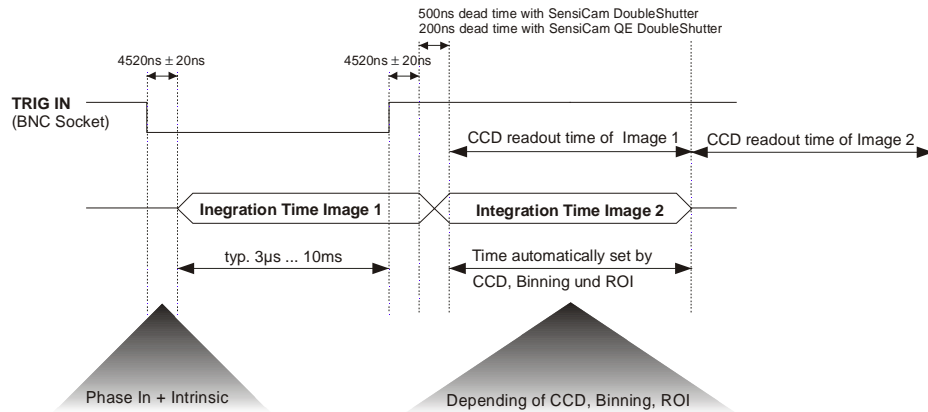 500ns dead time with SensiCam DoubleShutter
200ns dead time with SensiCam QE DoubleShutter
4520ns ± 20ns
4520ns ± 20ns
TRIG IN
(BNC Socket)
CCD readout time of Image 1
CCD readout time of Image 2
Inegration Time Image 1
Integration Time Image 2
typ. 3µs ... 10ms
Time automatically set by
CCD, Binning und ROI
Phase In + Intrinsic
Depending of CCD, Binning, ROI